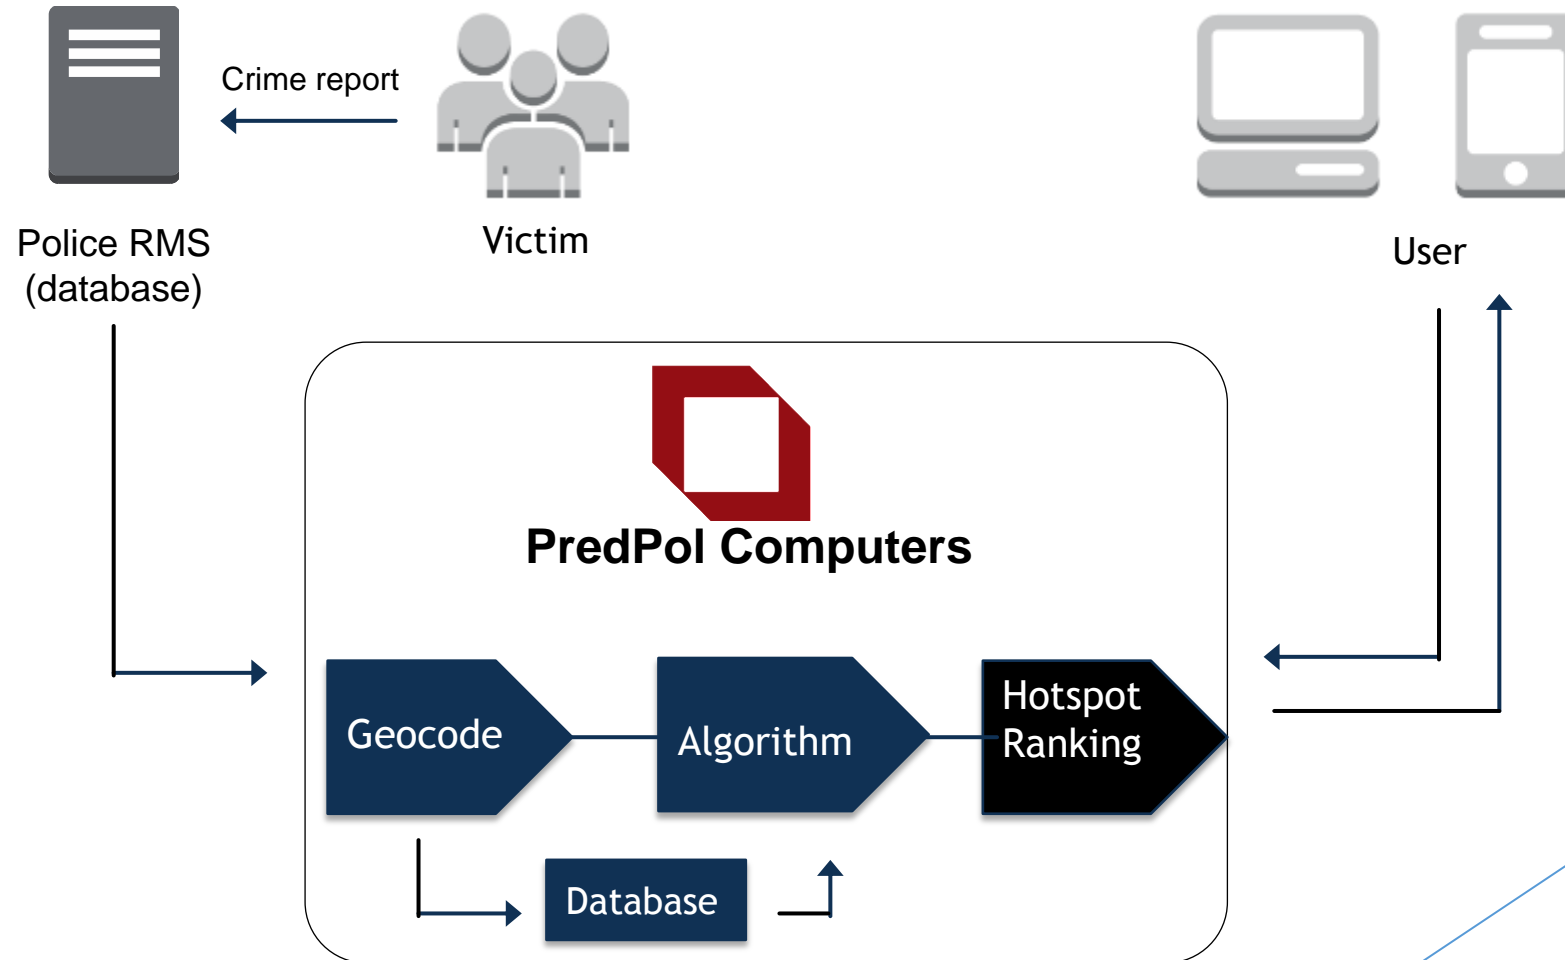 Crime report
Police RMS
(database)
Victim
User
PredPol Computers
Geocode
Algorithm
Hotspot
Ranking
Database